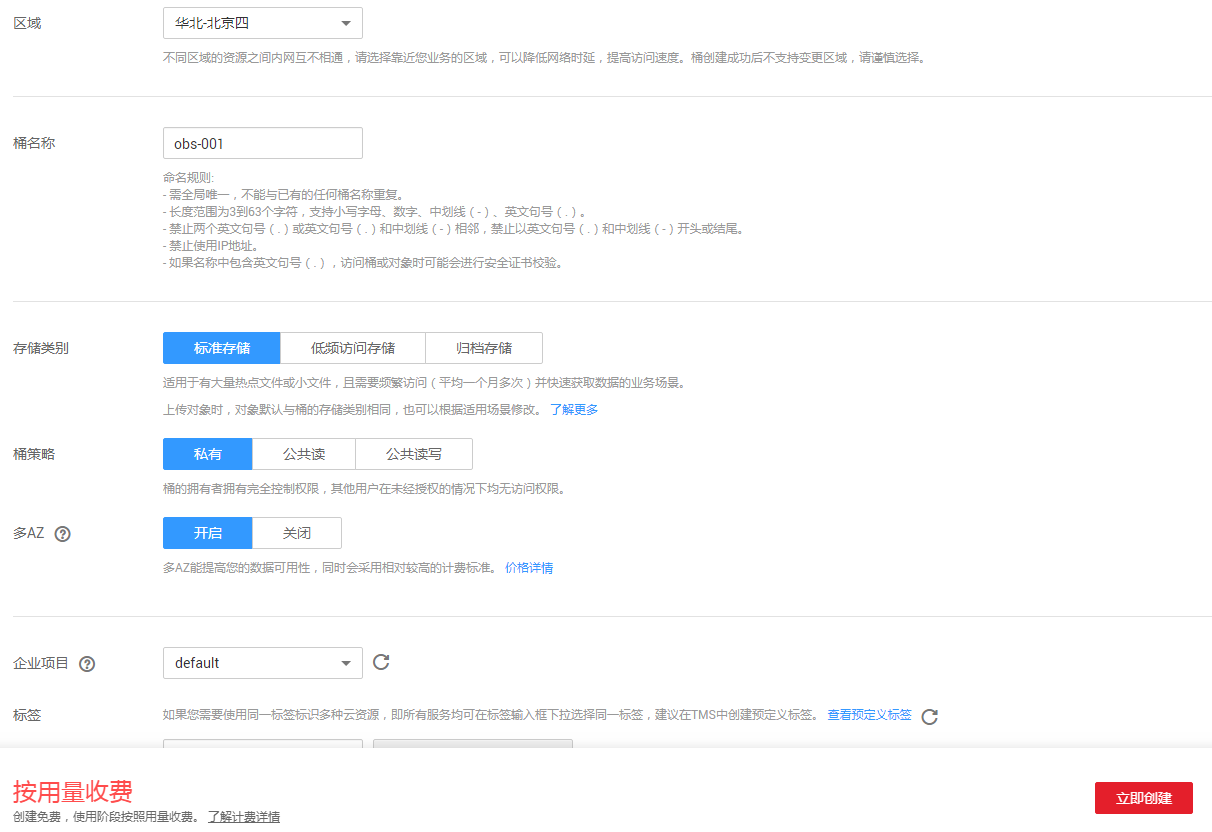 区域
华北-北京四
不同区域的资源之间内网互不相通，请选择靠近您业务的区域，可以降低网络时延，提高访问速度。桶创建成功后不支持变更区域，请谨慎选择。
桶名称
obs-001
命名规则:
- 需全局唯一，不能与已有的任何桶名称重复。
- 长度范围为3到63个字符，支持小写字母、数字、中划线（-）、英文句号（.）。
- 禁止两个英文句号（.）或英文句号（.）和中划线（-）相邻，禁止以英文句号（.）和中划线（-）开头或结尾。
- 禁止使用IP地址。
- 如果名称中包含英文句号（.），访问桶或对象时可能会进行安全证书校验。
存储类别
标准存储 低频访问存储 归档存储
适用于有大量热点文件或小文件，且需要频繁访问（平均一个月多次）并快速获取数据的业务场景。
上传对象时，对象默认与桶的存储类别相同，也可以根据适用场景修改。 了解更多
桶策略
私有 公共读 公共读写
桶的拥有者拥有完全控制权限，其他用户在未经授权的情况下均无访问权限。
多AZ ?
开启 关闭
多AZ能提高您的数据可用性，同时会采用相对较高的计费标准。 价格详情
企业项目 ?
default
标签
如果您需要使用同一标签标识多种云资源，即所有服务均可在标签输入框下拉选择同一标签，建议在TMS中创建预定义标签。 查看预定义标签
按用量收费
创建免费，使用阶段按照用量收费。 了解计费详情
立即创建